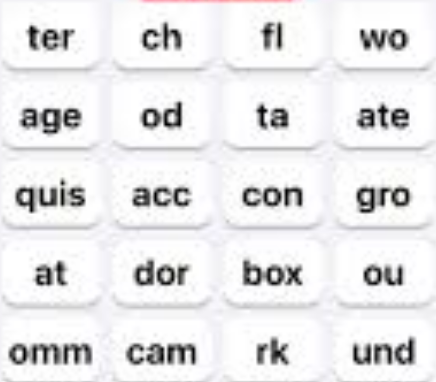 ter ch fl wo
age od ta ate
quis acc con gro
at dor box ou
omm cam rk und